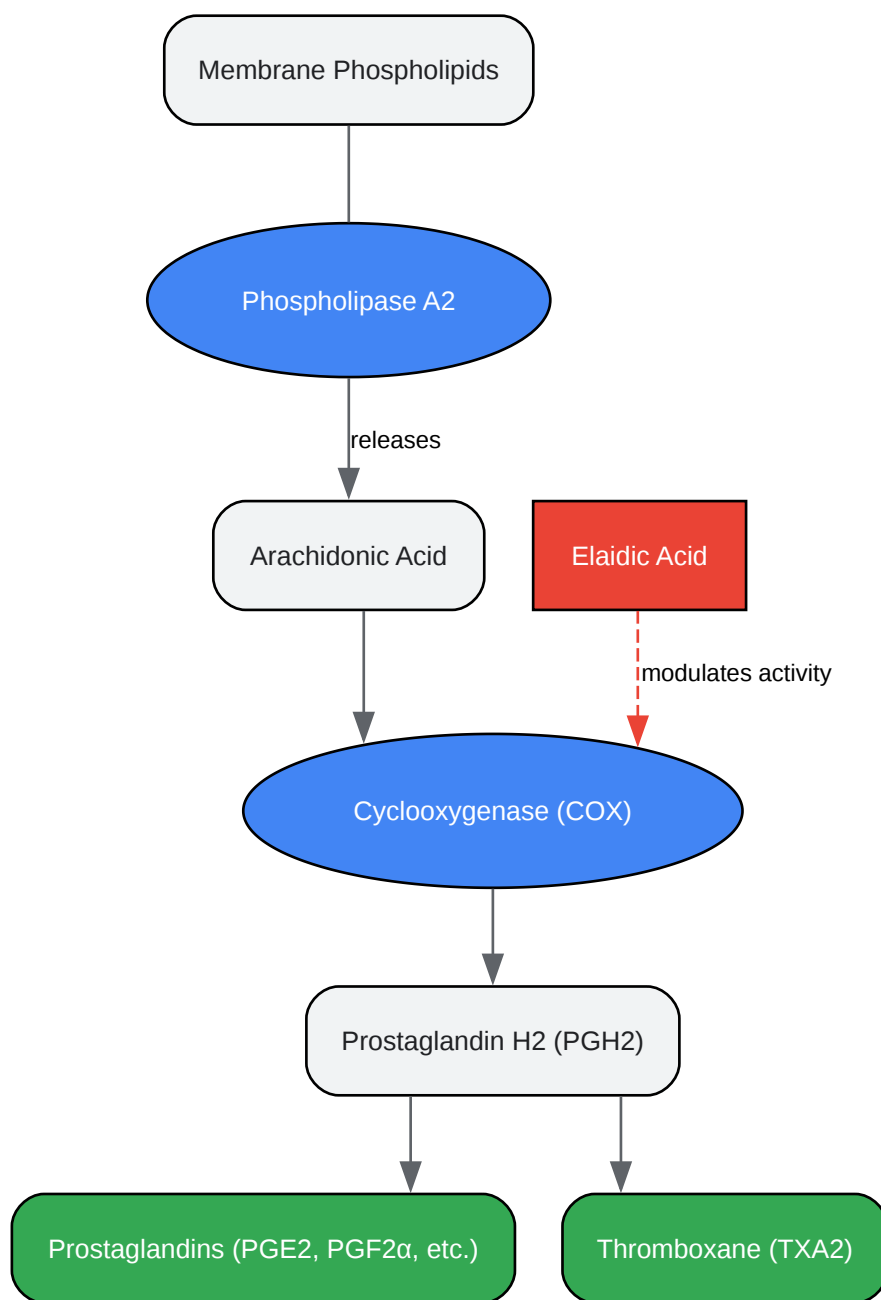 Membrane Phospholipids
Phospholipase A2
releases
Arachidonic Acid
Elaidic Acid
modulates activity
Cyclooxygenase (COX)
Prostaglandin H2 (PGH2)
Prostaglandins (PGE2, PGF2α, etc.)
Thromboxane (TXA2)